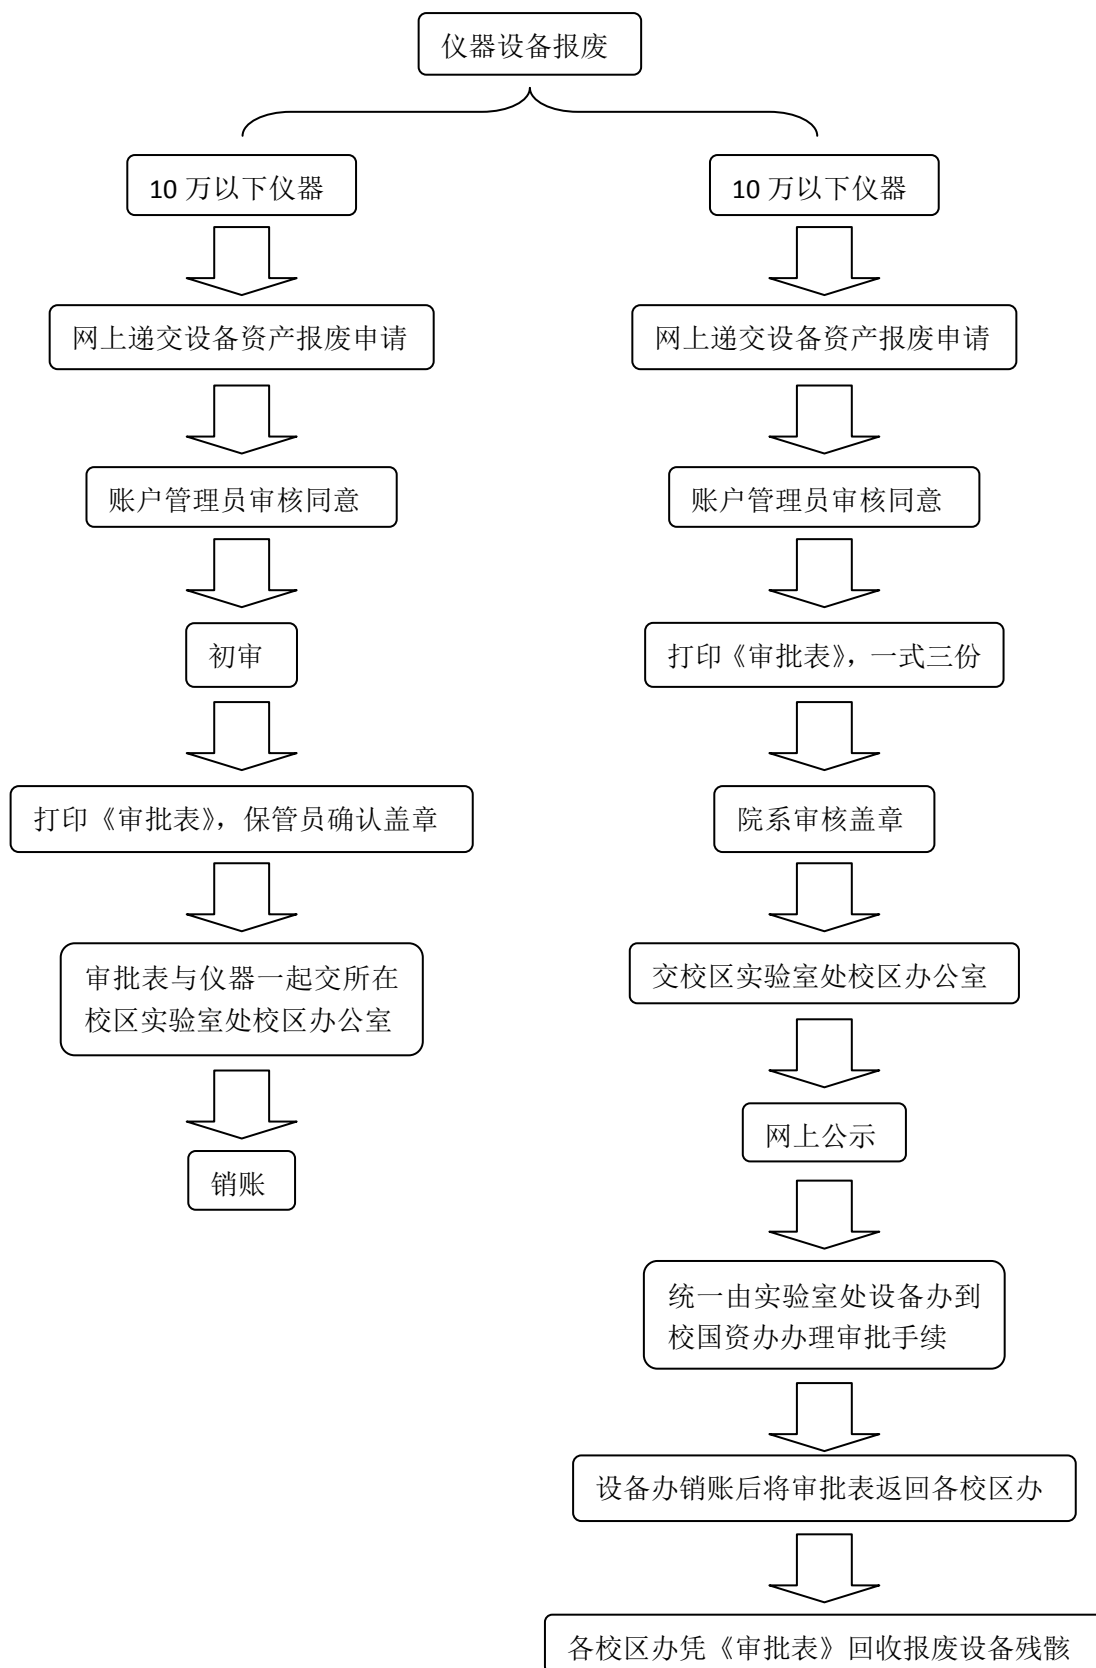 仪器设备报废
10 万以下仪器
网上递交设备资产报废申请
账户管理员审核同意
初审
打印《审批表》，保管员确认盖章
审批表与仪器一起交所在
校区实验室处校区办公室
销账
10 万以下仪器
网上递交设备资产报废申请
账户管理员审核同意
打印《审批表》，一式三份
院系审核盖章
交校区实验室处校区办公室
网上公示
统一由实验室处设备办到
校国资办办理审批手续
设备办销账后将审批表返回各校区办
各校区办凭《审批表》回收报废设备残骸